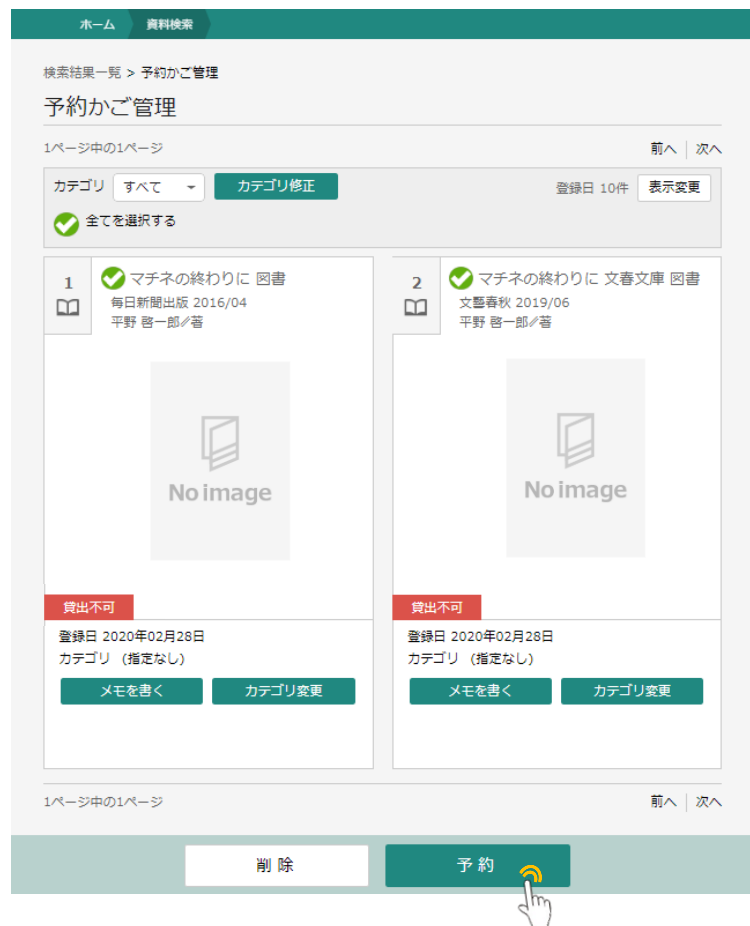 ホーム 資料検索
検索結果一覧 > 予約かご管理
予約かご管理
1ページ中の1ページ 前へ 次へ
カテゴリ すべて カテゴリ修正 登録日 10件 表示変更
全てを選択する
1 マチネの終わりに 図書
毎日新聞出版 2016/04
平野 啓一郎∥著
No image
貸出不可
登録日 2020年02月28日
カテゴリ (指定なし)
メモを書く カテゴリ変更
2 マチネの終わりに 文春文庫 図書
文藝春秋 2019/06
平野 啓一郎∥著
No image
貸出不可
登録日 2020年02月28日
カテゴリ (指定なし)
メモを書く カテゴリ変更
1ページ中の1ページ 前へ 次へ
削除 予約